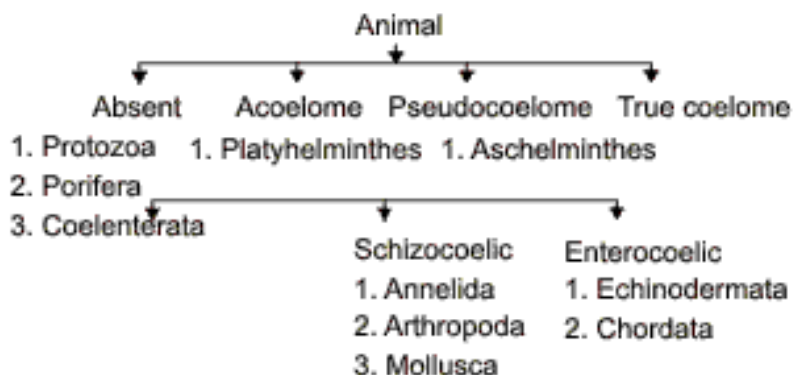 Animal
Absent Acoelome Pseudocoelome True coelome
1. Protozoa 1. Platyhelminthes 1. Aschelminthes
2. Porifera
3. Coelenterata
Schizocoelic Enterocoelic
1. Annelida 1. Echinodermata
2. Arthropoda 2. Chordata
3. Mollusca